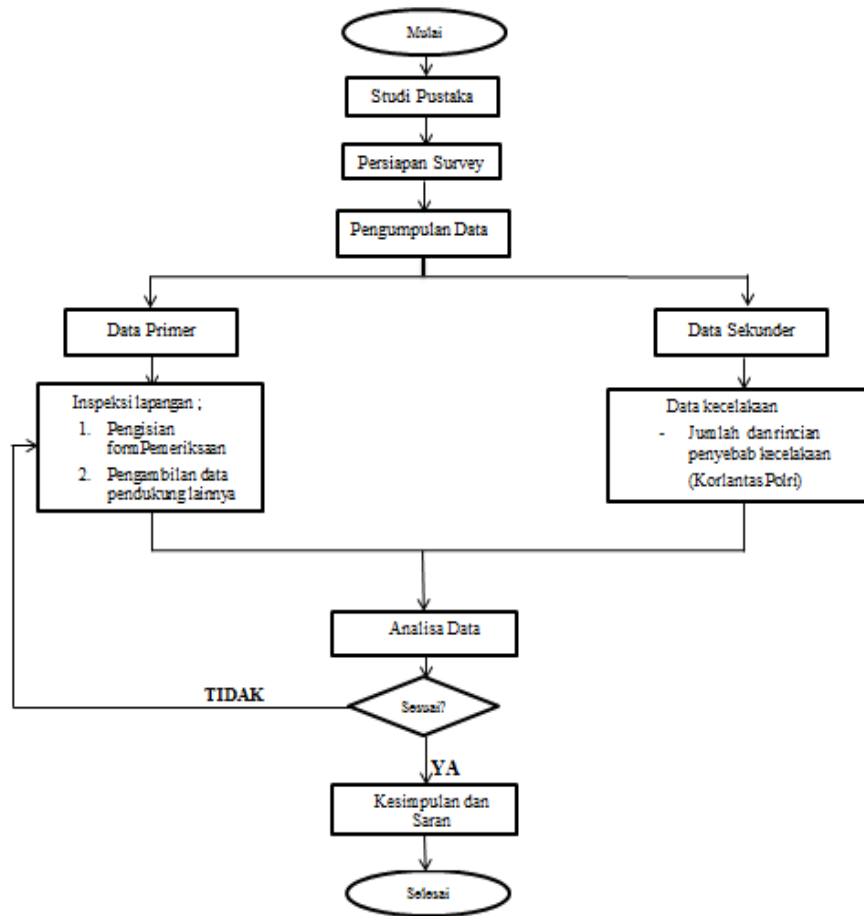 Mulai
Studi Pustaka
Persiapan Survey
Pengumpulan Data
Data Primer
Data Sekunder
Inspeksi lapangan ;
1. Pengisian
formPemeriksaan
2. Pengambilan data
pendukung lainnya
Data kecelakaan
- Jumlah dan rincian
penyebab kecelakaan
(Korlantas Polri)
Analisa Data
TIDAK
Sesuai?
YA
Kesimpulan dan
Saran
Selesai